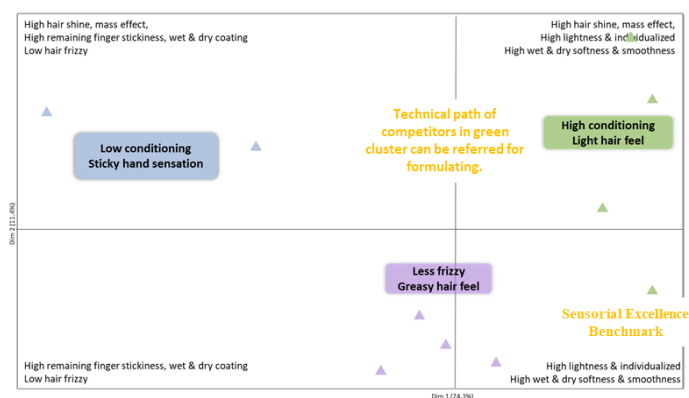 High hair shine, mass effect,
High remaining finger stickiness, wet & dry coating
Low hair frizzy
High hair shine, mass effect,
High lightness & individualized
High wet & dry softness & smoothness
Technical path of
competitors in green
cluster can be referred for
formulating.
High conditioning
Light hair feel
Low conditioning
Sticky hand sensation
Dim 2 (11.4%)
Less frizzy
Greasy hair feel
Sensorial Excellence
Benchmark
High remaining finger stickiness, wet & dry coating
Low hair frizzy
High lightness & individualized
High wet & dry softness & smoothness
Dim 1 (74.3%)